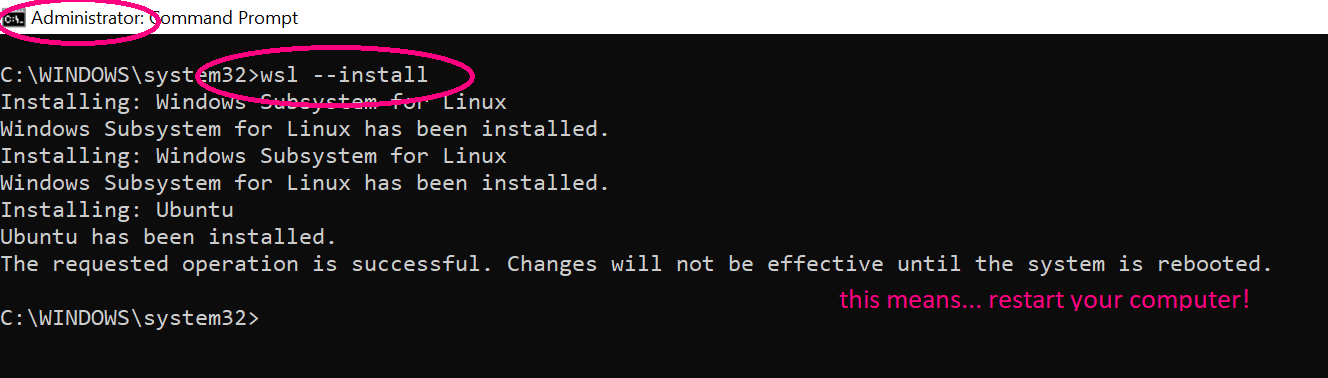 Administrator: Command Prompt
C:\WINDOWS\system32>wsl --install
Installing: Windows Subsystem for Linux
Windows Subsystem for Linux has been installed.
Installing: Windows Subsystem for Linux
Windows Subsystem for Linux has been installed.
Installing: Ubuntu
Ubuntu has been installed.
The requested operation is successful. Changes will not be effective until the system is rebooted.
this means... restart your computer!
C:\WINDOWS\system32>